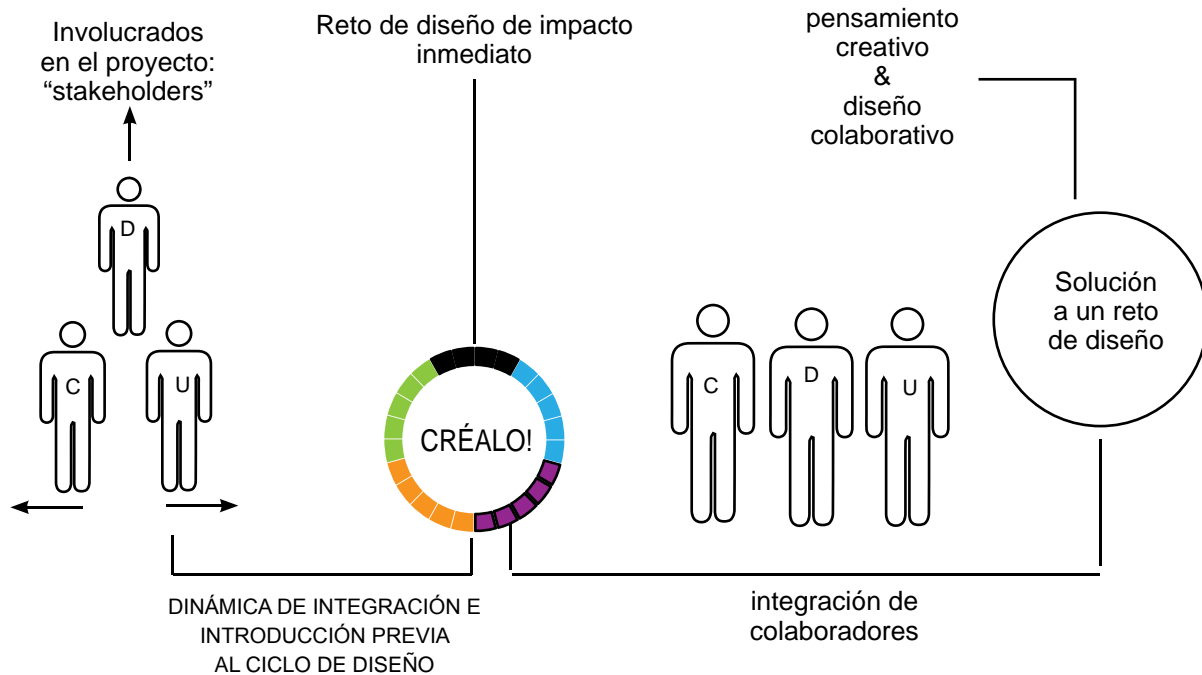 Involucrados
en el proyecto:
“stakeholders”
Reto de diseño de impacto
inmediato
pensamiento
creativo
&
diseño
colaborativo
D
C
U
CRÉALO!
C
D
U
Solución
a un reto
de diseño
DINÁMICA DE INTEGRACIÓN E
INTRODUCCIÓN PREVIA
AL CICLO DE DISEÑO
integración de
colaboradores